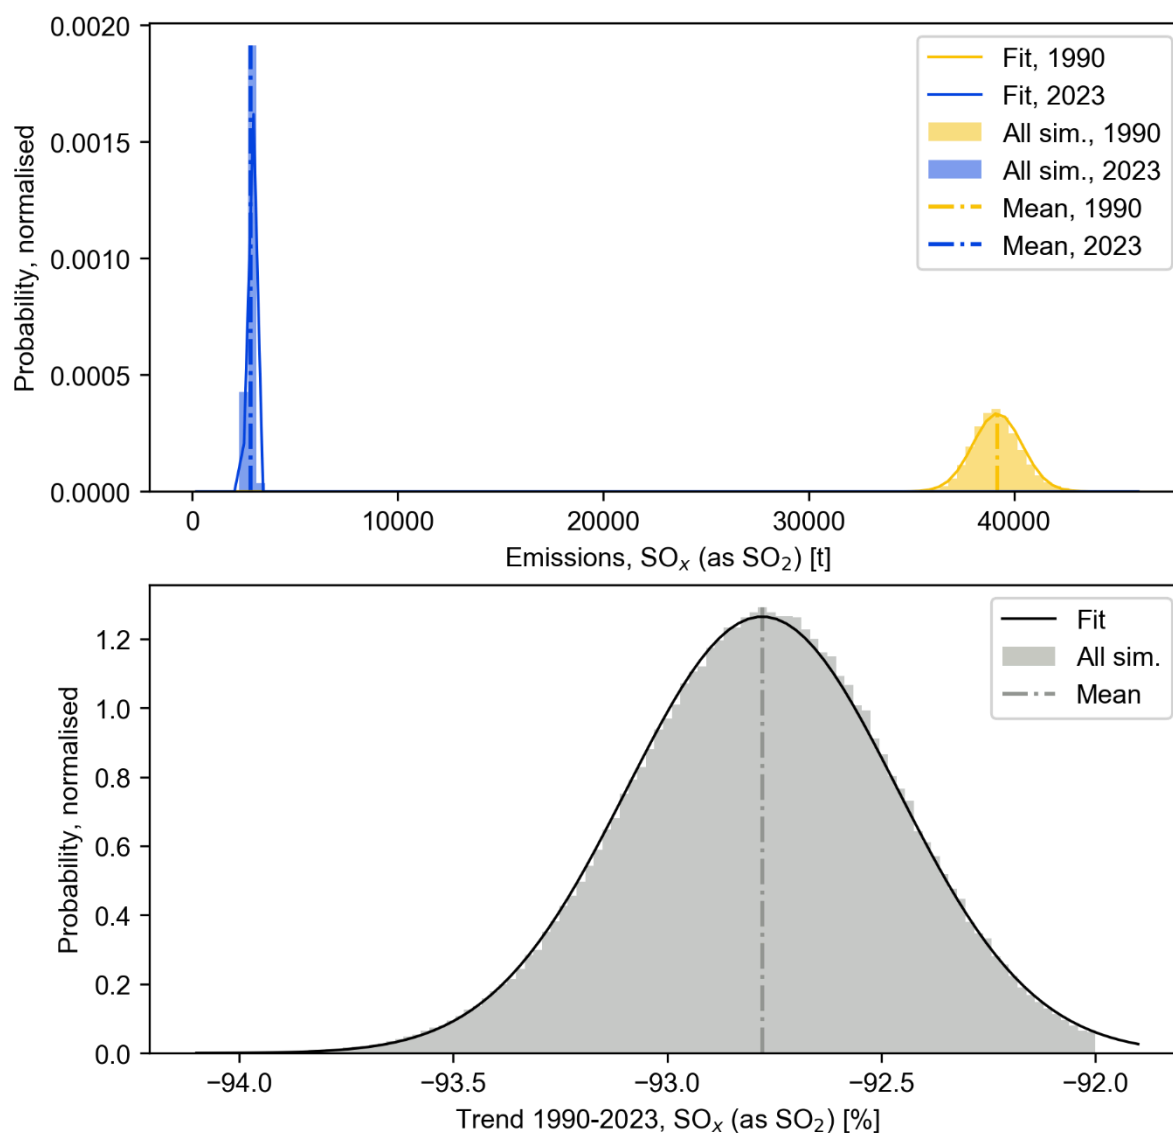 0.0020
0.0015
0.0010
0.0005
0.0000
Probability, normalised
Fit, 1990
Fit, 2023
All sim., 1990
All sim., 2023
Mean, 1990
Mean, 2023
0 10000 20000 30000 40000
Emissions, SOₓ (as SO₂) [t]
1.2
1.0
0.8
0.6
0.4
0.2
0.0
Probability, normalised
Fit
All sim.
Mean
−94.0 −93.5 −93.0 −92.5 −92.0
Trend 1990-2023, SOₓ (as SO₂) [%]